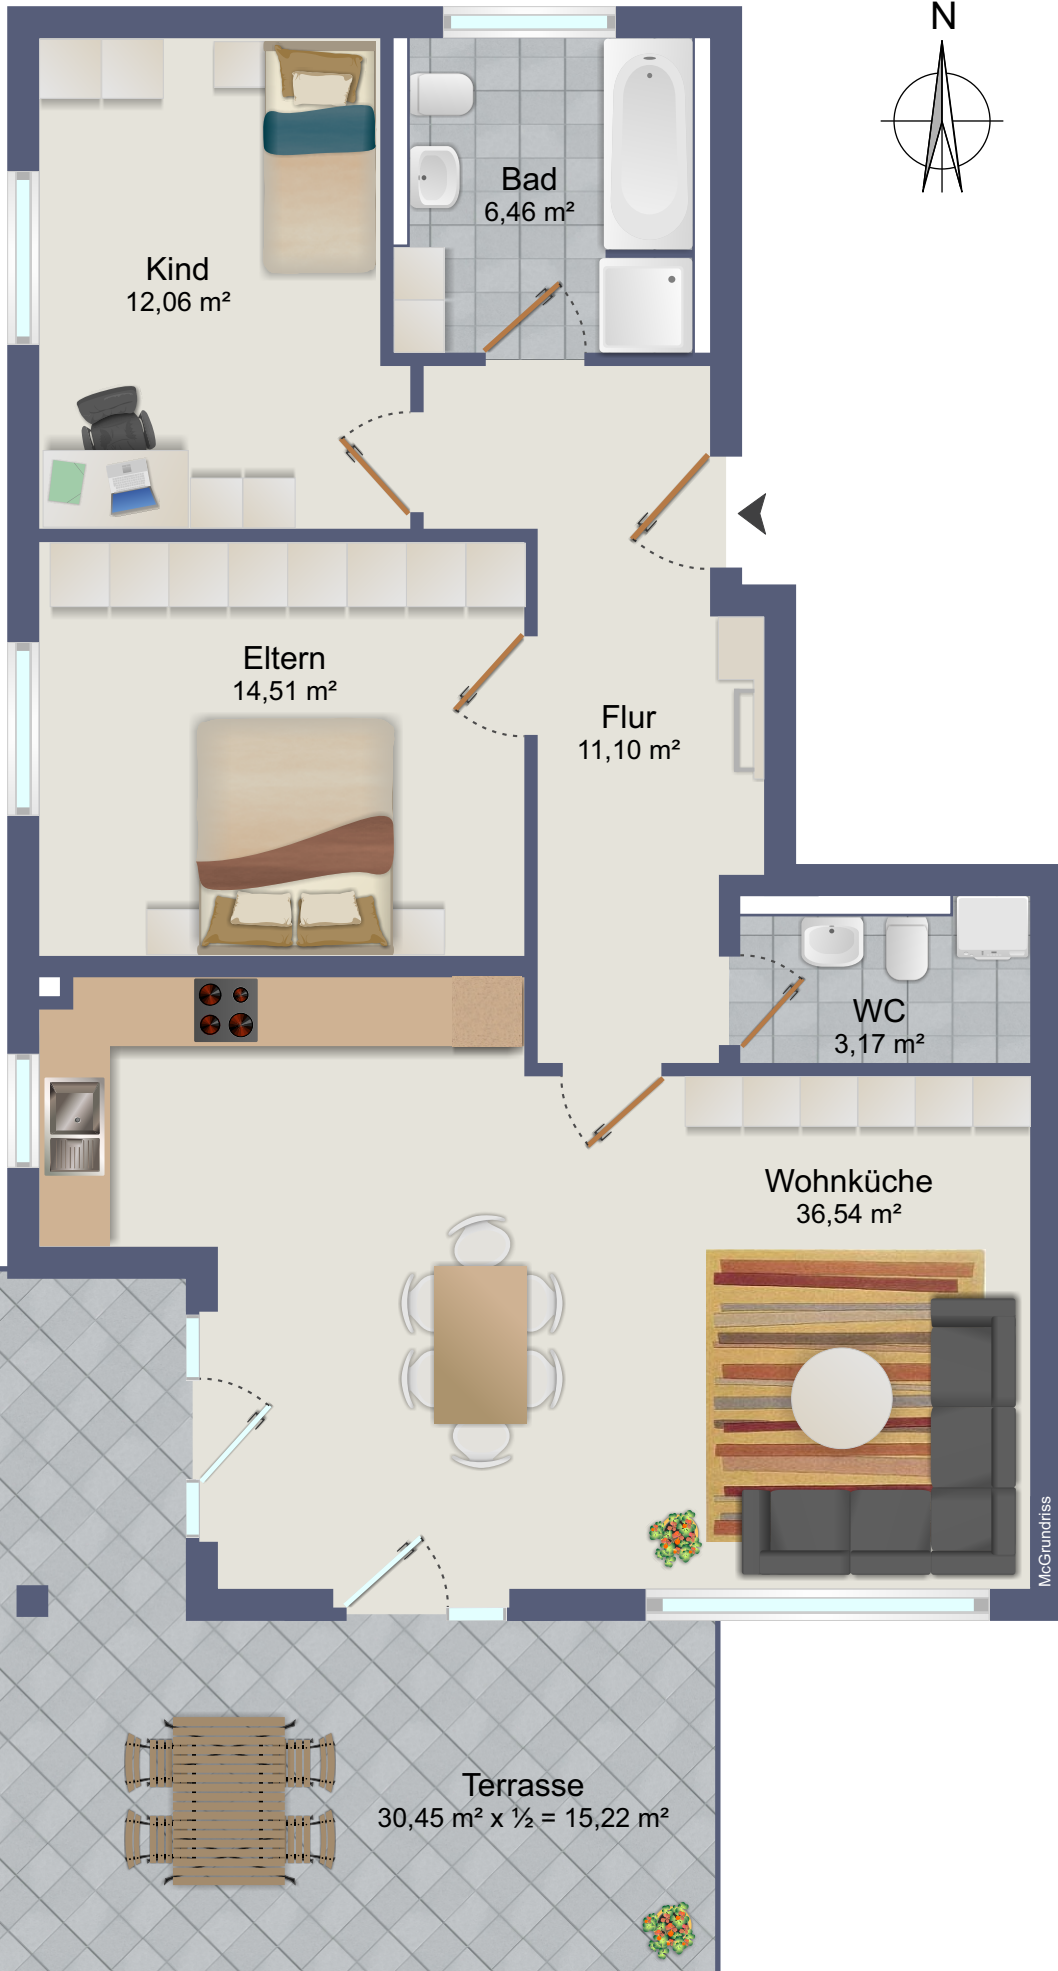 N
Bad
6,46 m²
Kind
12,06 m²
Eltern
14,51 m²
Flur
11,10 m²
WC
3,17 m²
Wohnküche
36,54 m²
McGrundriss
Terrasse
30,45 m² x ½ = 15,22 m²